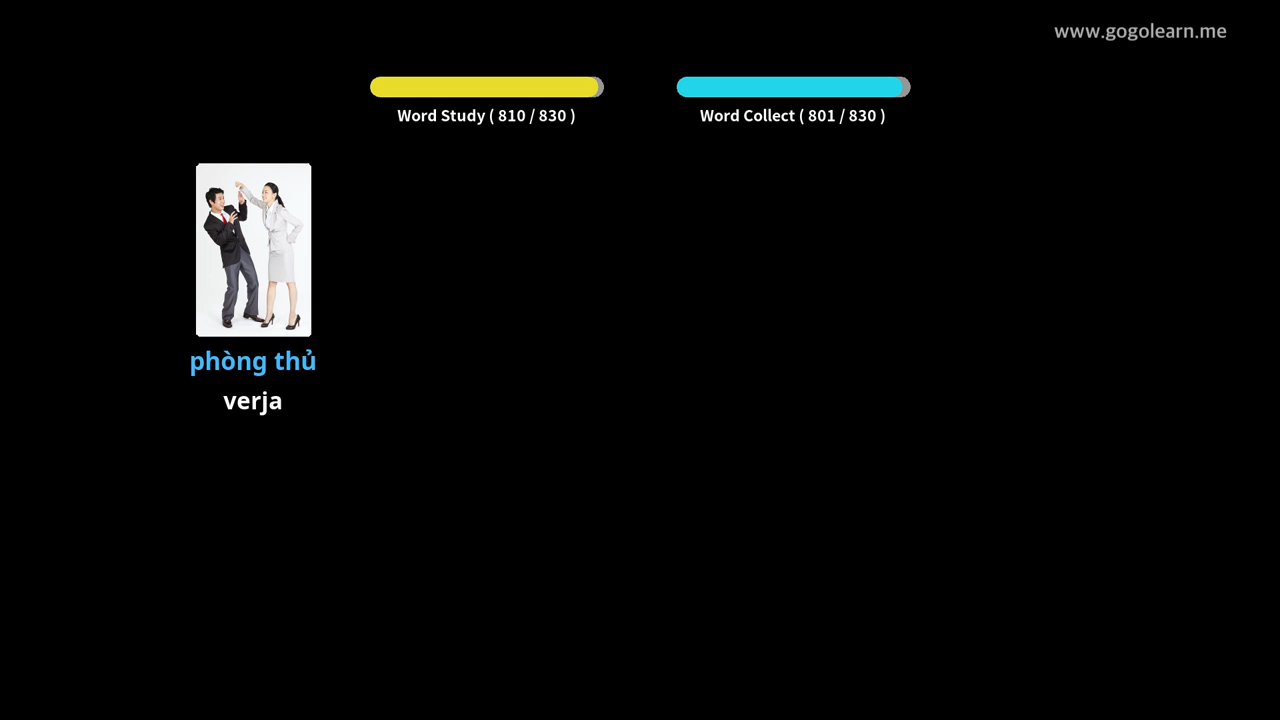 www.gogolearn.me
Word Study ( 810 / 830 )
Word Collect ( 801 / 830 )
phòng thủ
verja